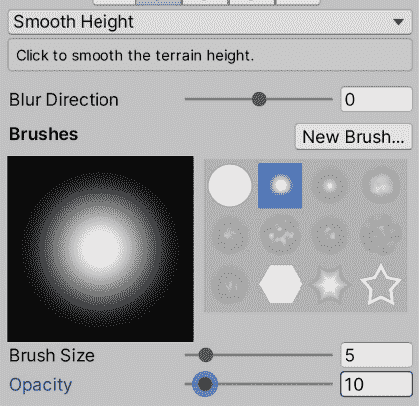 Smooth Height
Click to smooth the terrain height.
Blur Direction 0
Brushes New Brush...
Brush Size 5
Opacity 10